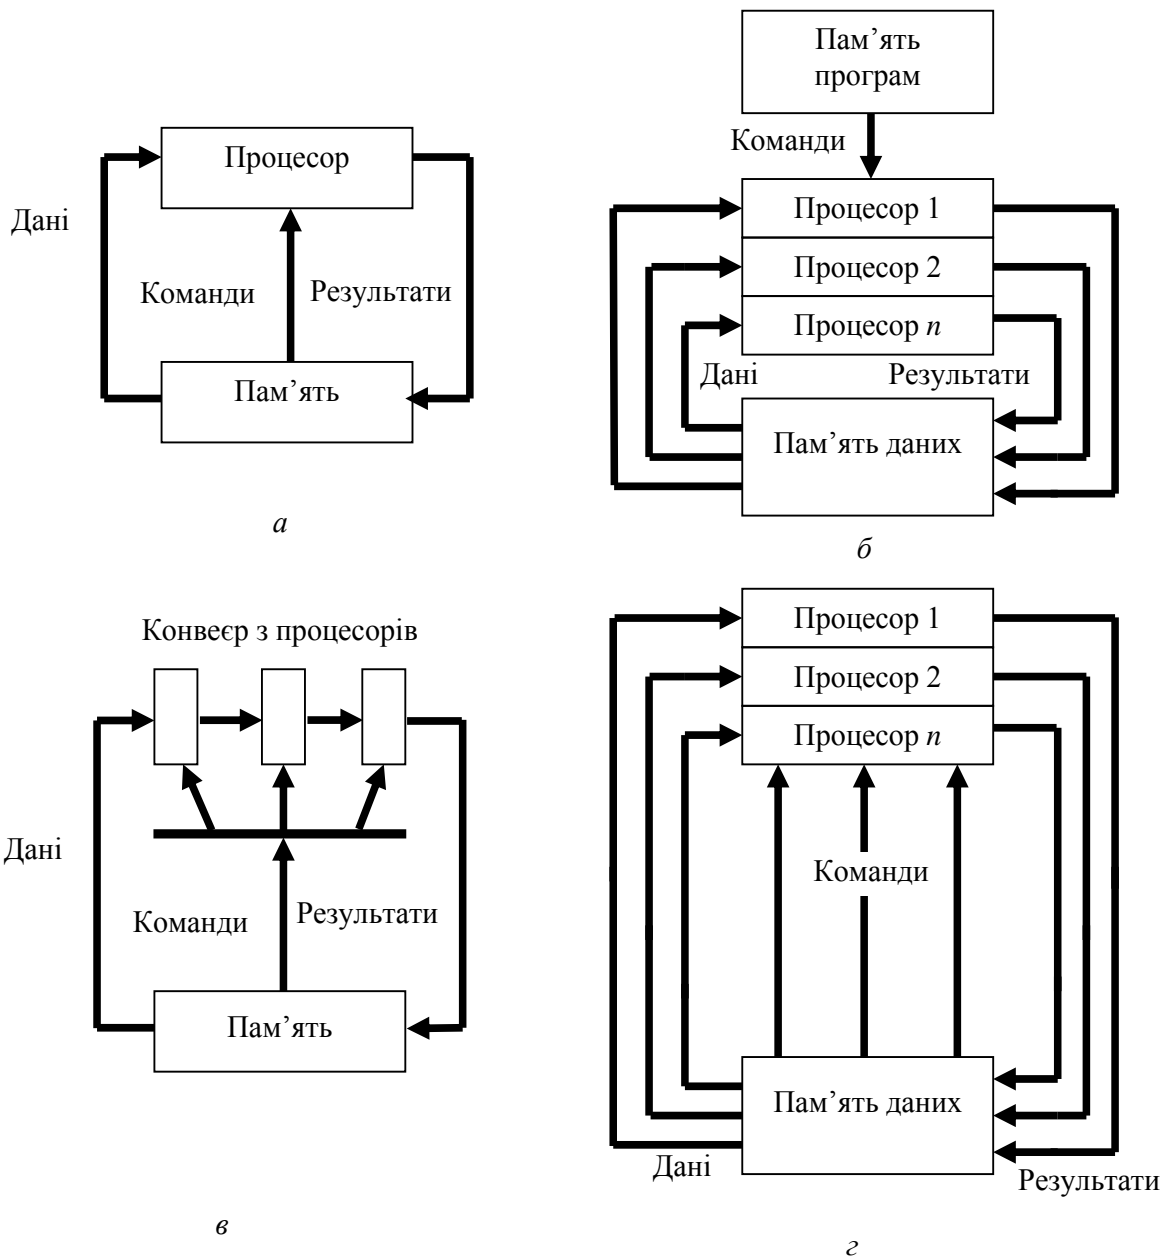 Процесор
Дані
Команди
Результати
Пам’ять
а
Пам’ять
програм
Команди
Процесор 1
Процесор 2
Процесор n
Дані
Результати
Пам’ять даних
б
Конвеєр з процесорів
Дані
Команди
Результати
Пам’ять
в
Процесор 1
Процесор 2
Процесор n
Команди
Пам’ять даних
Дані
Результати
г